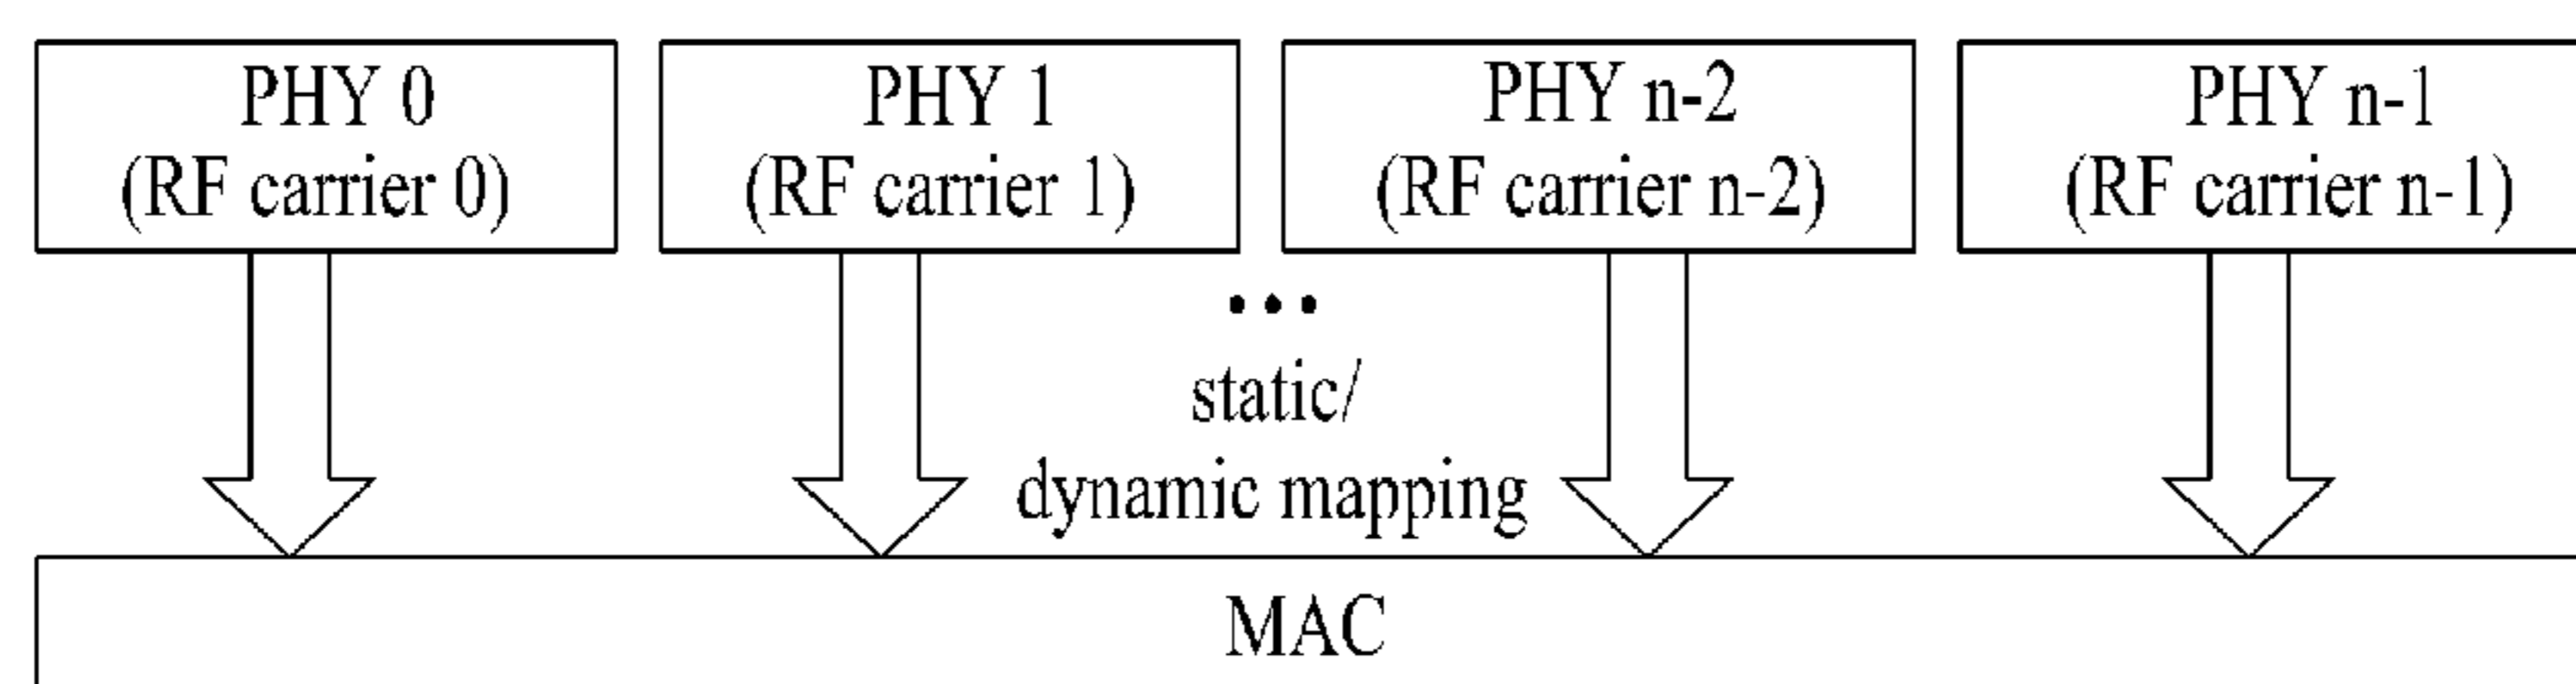 PHY 0
(RF carrier 0)
PHY 1
(RF carrier 1)
PHY n-2
(RF carrier n-2)
PHY n-1
(RF carrier n-1)
•••
static/
dynamic mapping
MAC